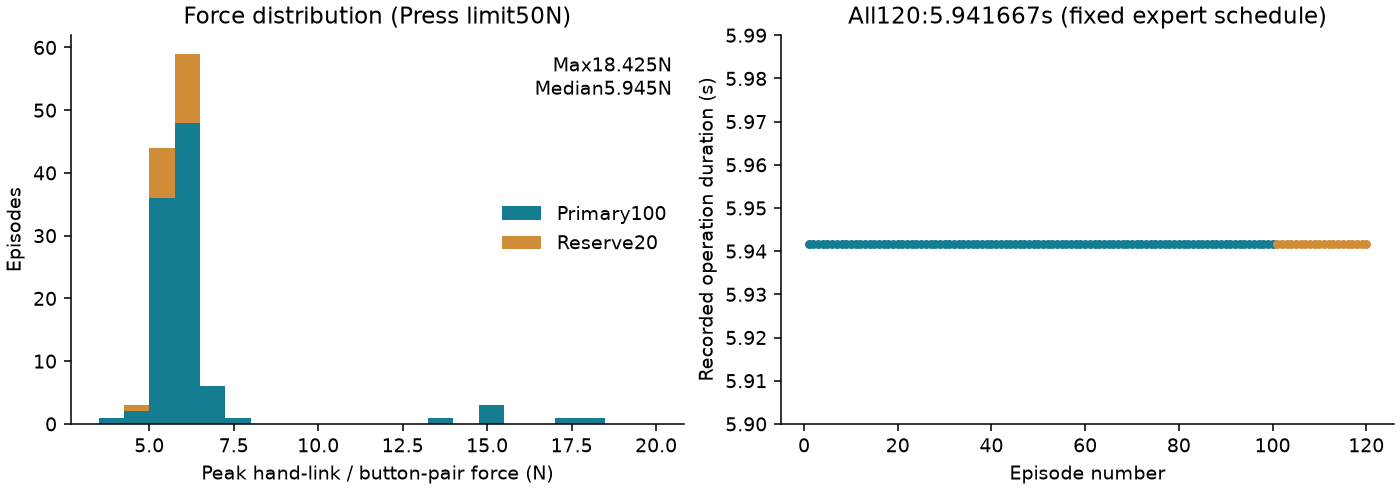 Force distribution (Press limit50N)
Max18.425N
Median5.945N
Primary100
Reserve20
Episodes
60
50
40
30
20
10
0
5.0 7.5 10.0 12.5 15.0 17.5 20.0
Peak hand-link / button-pair force (N)
All120:5.941667s (fixed expert schedule)
Recorded operation duration (s)
5.99
5.98
5.97
5.96
5.95
5.94
5.93
5.92
5.91
5.90
0 20 40 60 80 100 120
Episode number